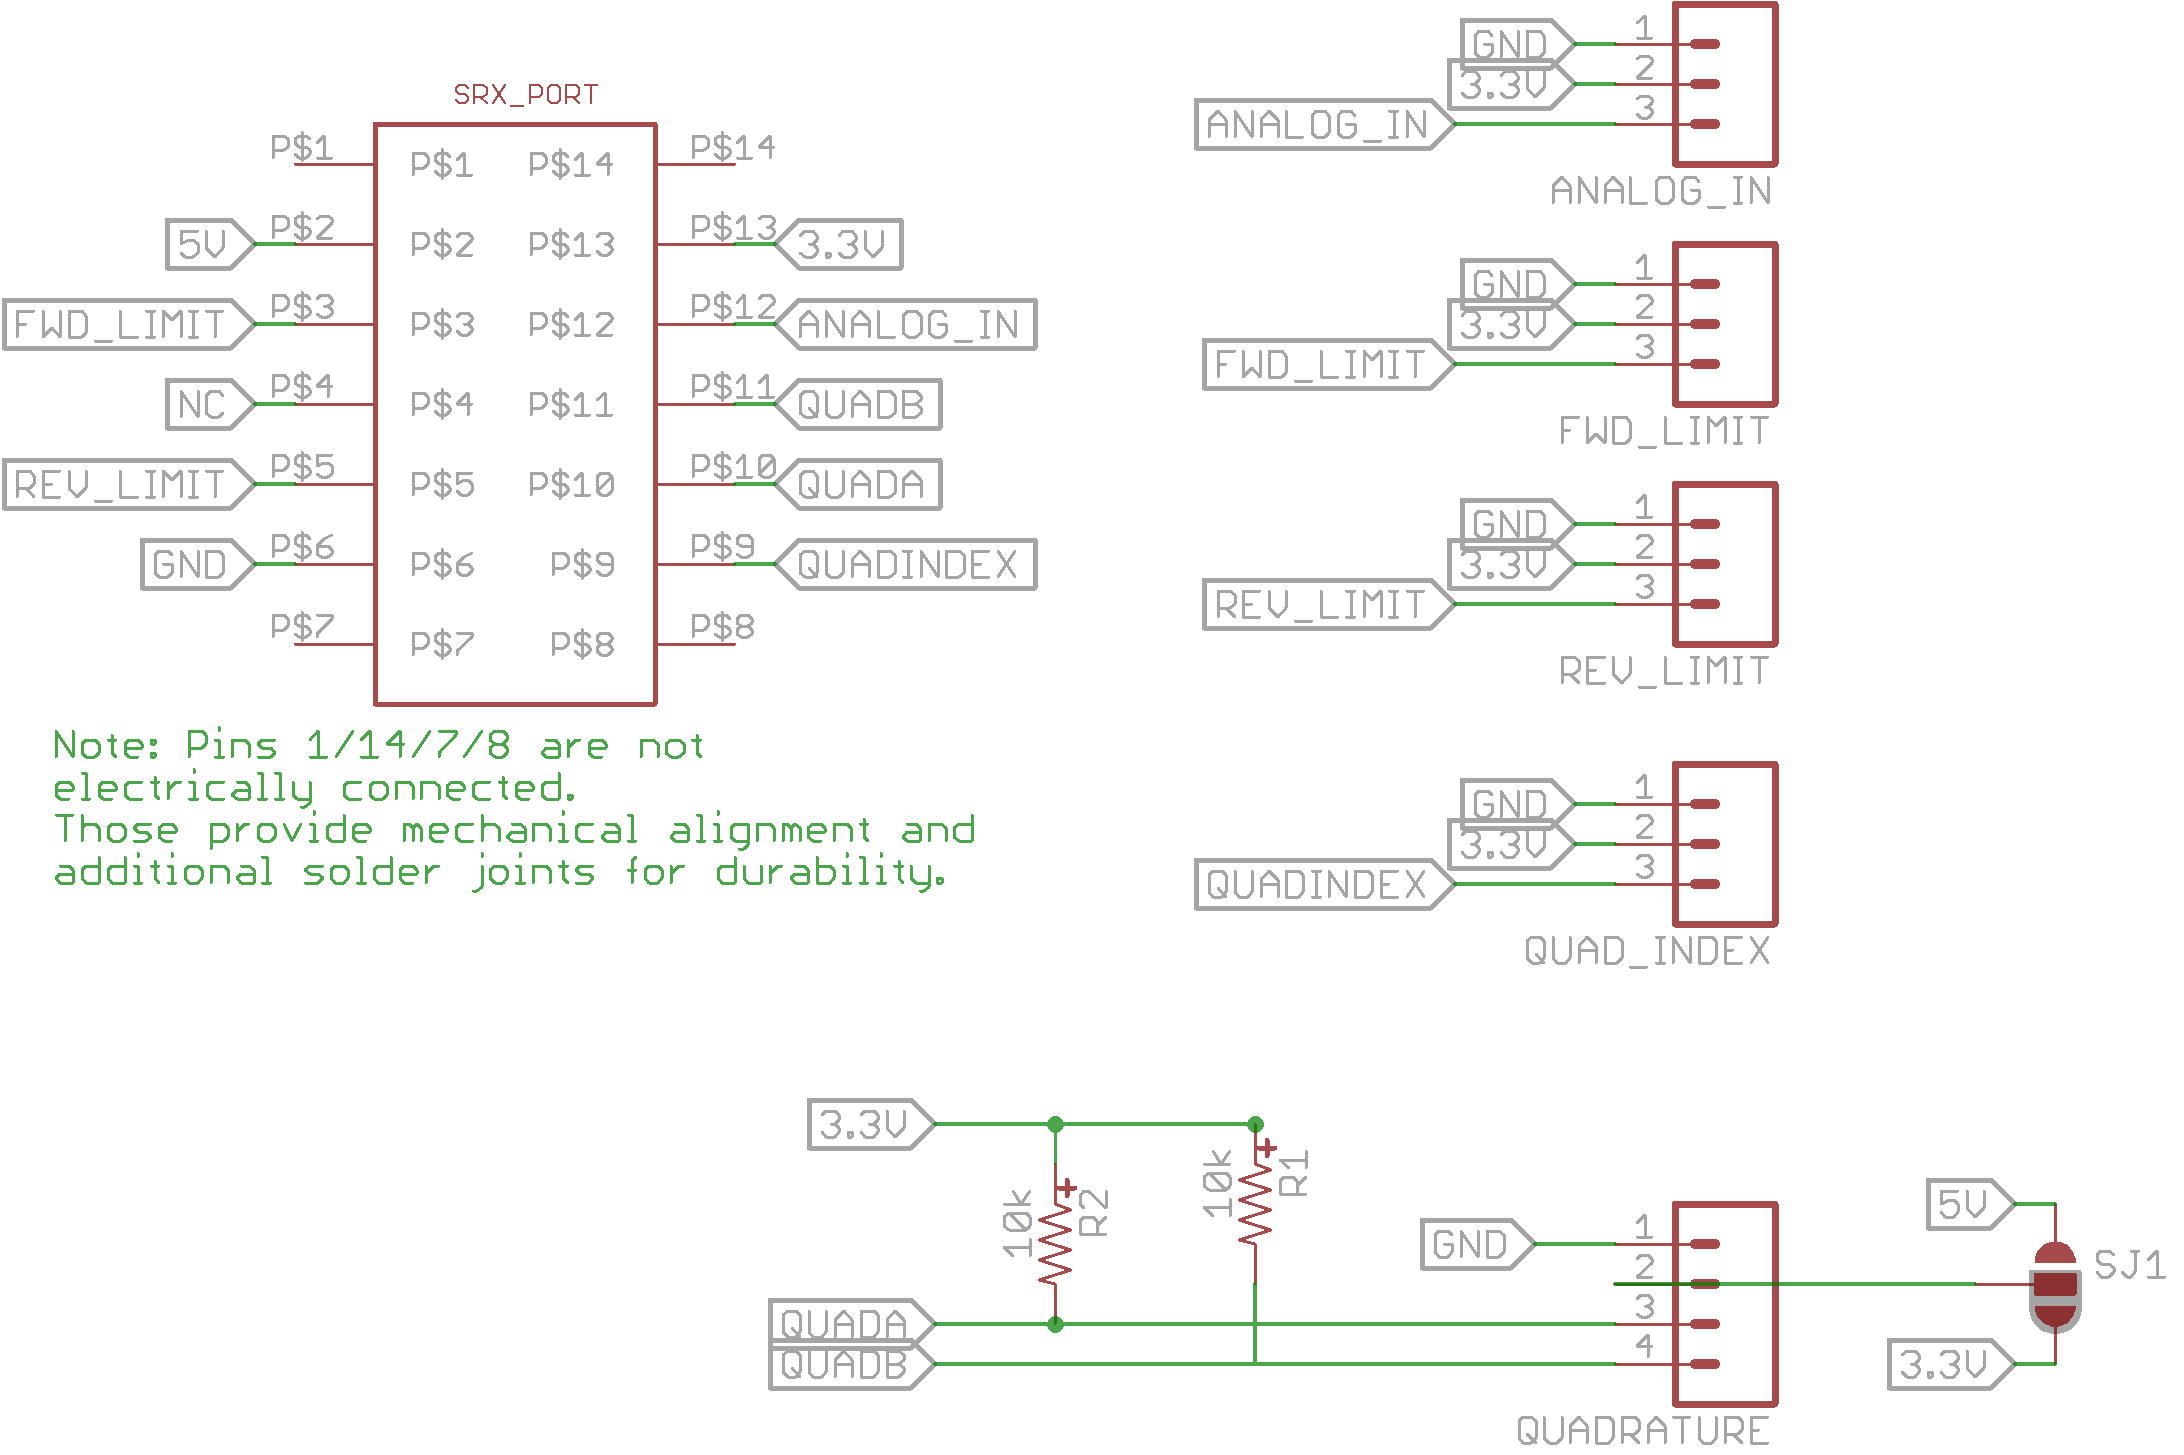 SRX_PORT
P$1 P$1 P$14 P$14
5V P$2 P$2 P$13 P$13 3.3V
FWD_LIMIT P$3 P$3 P$12 P$12 ANALOG_IN
NC P$4 P$4 P$11 P$11 QUADB
REV_LIMIT P$5 P$5 P$10 P$10 QUADA
GND P$6 P$6 P$9 P$9 QUADINDEX
P$7 P$7 P$8 P$8
Note: Pins 1/14/7/8 are not
electrically connected.
Those provide mechanical alignment and
additional solder joints for durability.
GND 1
3.3V 2
ANALOG_IN 3
ANALOG_IN
GND 1
3.3V 2
FWD_LIMIT 3
FWD_LIMIT
GND 1
3.3V 2
REV_LIMIT 3
REV_LIMIT
GND 1
3.3V 2
QUADINDEX 3
QUAD_INDEX
3.3V
10k R2
10k R1
GND 1
2
QUADA 3
QUADB 4
QUADRATURE
5V
SJ1
3.3V